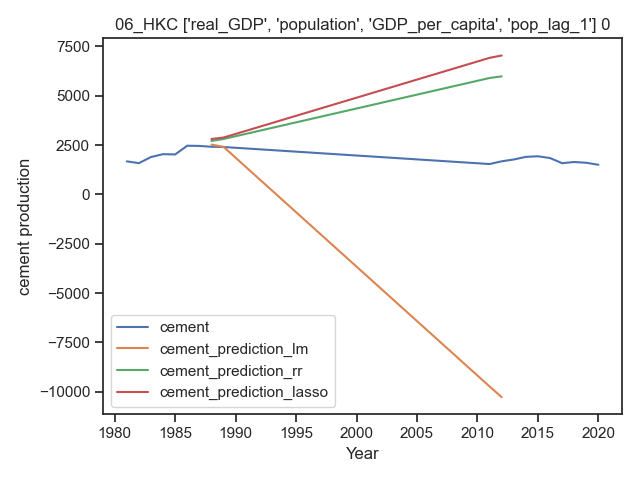 06_HKC ['real_GDP', 'population', 'GDP_per_capita', 'pop_lag_1'] 0
7500
5000
2500
0
−2500
−5000
−7500
−10000
cement production
cement
cement_prediction_lm
cement_prediction_rr
cement_prediction_lasso
1980 1985 1990 1995 2000 2005 2010 2015 2020
Year